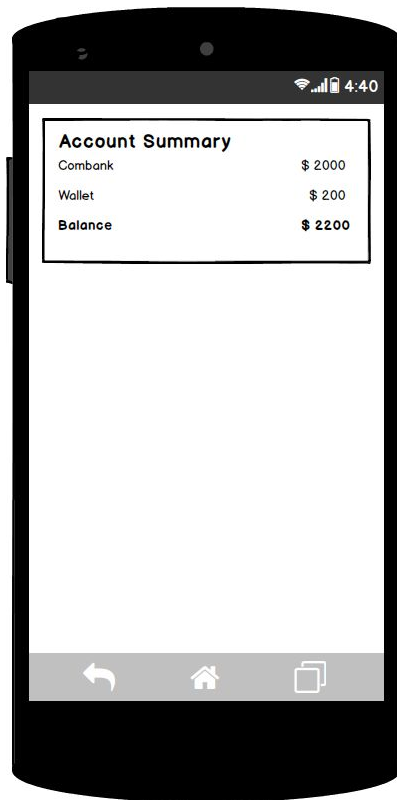 4:40
Account Summary
Combank $ 2000
Wallet $ 200
Balance $ 2200